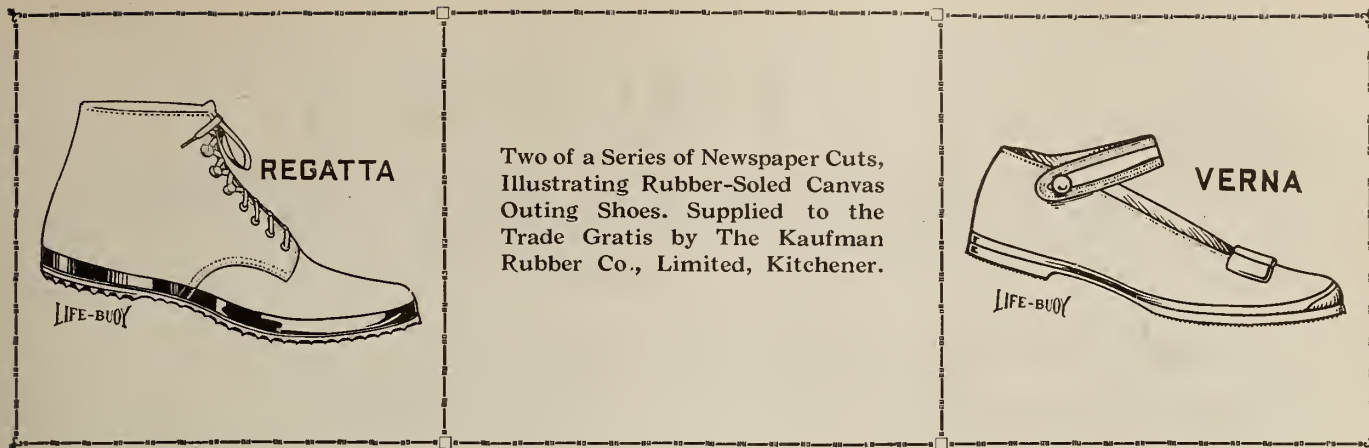 REGATTA
LIFE-BUOY
Two of a Series of Newspaper Cuts,
Illustrating Rubber-Soled Canvas
Outing Shoes. Supplied to the
Trade Gratis by The Kaufman
Rubber Co., Limited, Kitchener.
VERNA
LIFE-BUOY